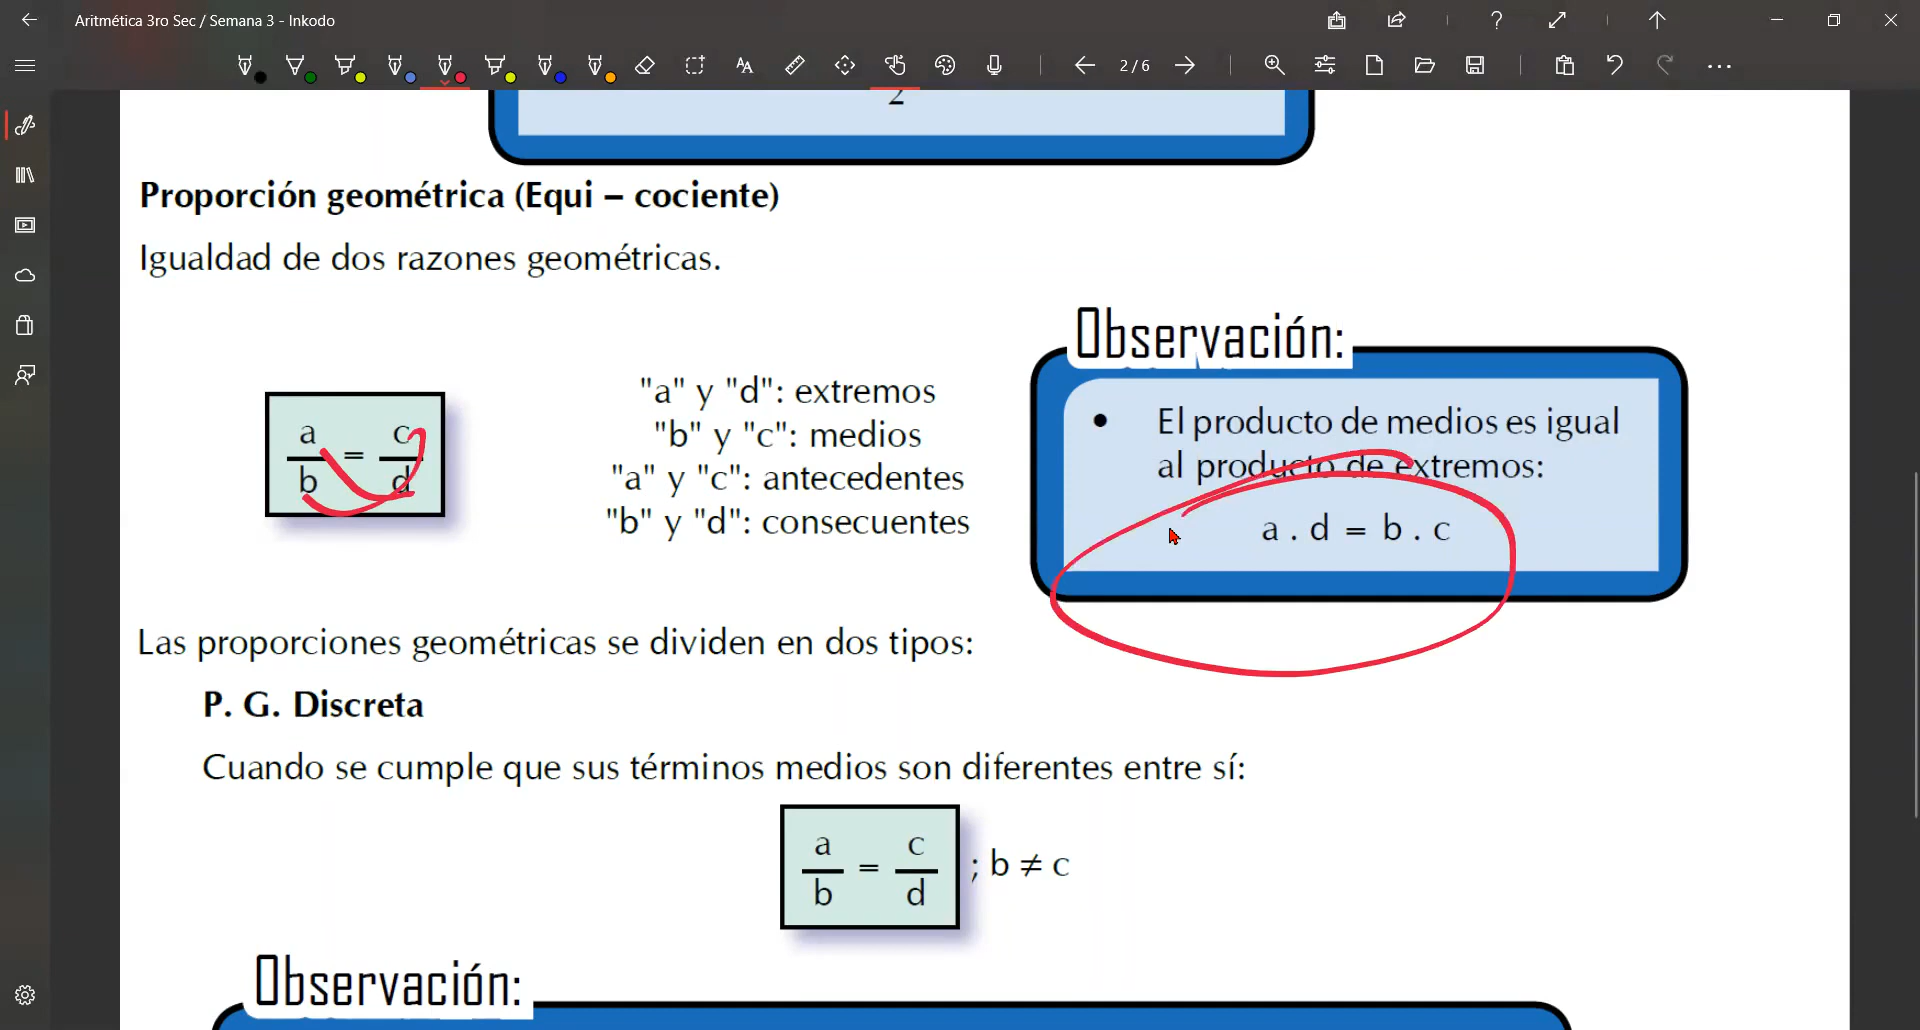 Aritmética 3ro Sec / Semana 3 - Inkodo
2 / 6
2
Proporción geométrica (Equi – cociente)
Igualdad de dos razones geométricas.
a/b = c/d
"a" y "d": extremos
"b" y "c": medios
"a" y "c": antecedentes
"b" y "d": consecuentes
Observación:
• El producto de medios es igual
al producto de extremos:
a . d = b . c
Las proporciones geométricas se dividen en dos tipos:
P. G. Discreta
Cuando se cumple que sus términos medios son diferentes entre sí:
a/b = c/d ; b ≠ c
Observación: